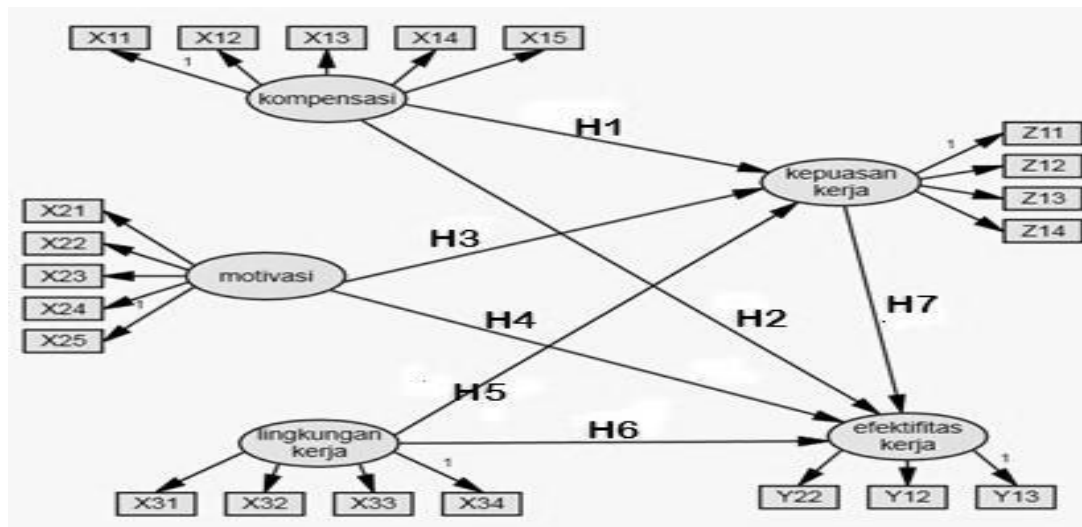 X11
X12
X13
X14
X15
1
kompensasi
H1
Z11
1
Z12
Z13
Z14
kepuasan
kerja
X21
X22
X23
X24
X25
1
motivasi
H3
H4
H2
H7
H5
H6
lingkungan
kerja
1
X31
X32
X33
X34
efektifitas
kerja
1
Y22
Y12
Y13